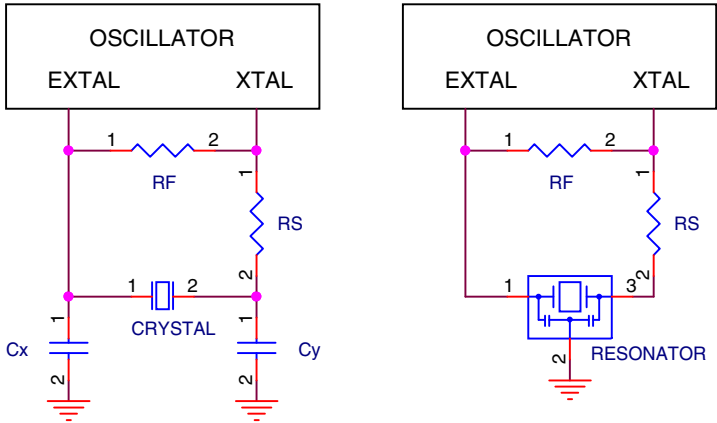 OSCILLATOR
EXTAL XTAL
1 2
RF
1
RS
2
1 2
CRYSTAL
1 1
Cx Cy
2 2
OSCILLATOR
EXTAL XTAL
1 2
RF
1
RS
2
1 3
RESONATOR
2